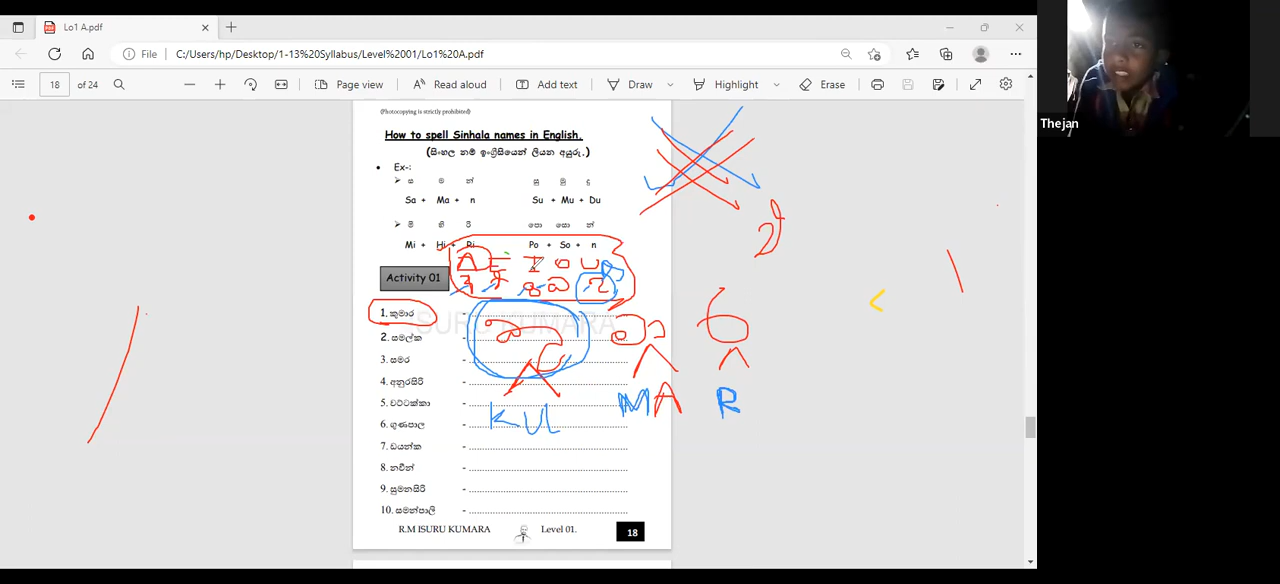 Lo1 A.pdf
File C:/Users/hp/Desktop/1-13%20Syllabus/Level%2001/Lo1%20A.pdf
18 of 24 Page view Read aloud Add text Draw Highlight Erase
Thejan
(Photocopying is strictly prohibited)
How to spell Sinhala names in English.
(සිංහල නම් ඉංග්‍රීසියෙන් ලියන අයුරු.)
Ex-:
ස ම න් සු මු දු
Sa + Ma + n Su + Mu + Du
මි හි රි පො සො න්
Mi + Hi + Ri Po + So + n
A E I O U
Activity 01
1. කුමාර -
SURU KUMARA
2. සමල්ක -
3. සමර -
4. අනුරසිරි -
5. වට්ටක්කා -
6. ගුණපාල -
7. ඩයන්ක -
8. නවීන් -
9. සුමනසිරි -
10. සමන්පාලි -
කු මා ර
KU MA R
R.M ISURU KUMARA Level 01. 18